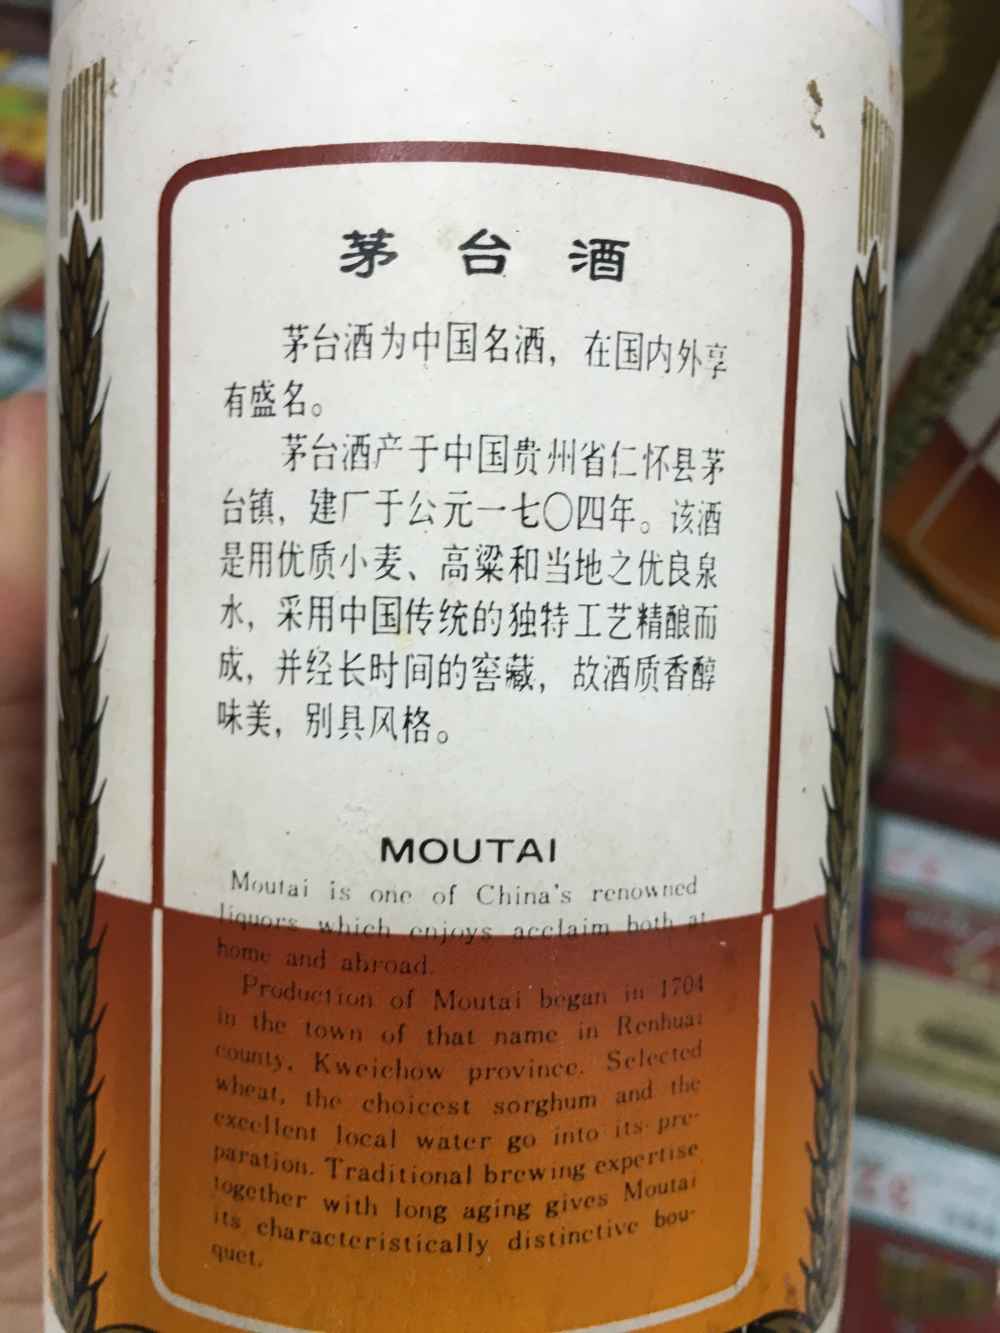 茅台酒
茅台酒为中国名酒，在国内外享
有盛名。
茅台酒产于中国贵州省仁怀县茅
台镇，建厂于公元一七〇四年。该酒
是用优质小麦、高粱和当地之优良泉
水，采用中国传统的独特工艺精酿而
成，并经长时间的窖藏，故酒质香醇
味美，别具风格。
MOUTAI
Moutai is one of China's renowned
liquors which enjoys acclaim both at
home and abroad.
Production of Moutai began in 1704
in the town of that name in Renhuai
county, Kweichow province. Selected
wheat, the choicest sorghum and the
excellent local water go into its pre-
paration. Traditional brewing expertise
together with long aging gives Moutai
its characteristically distinctive bou-
quet.